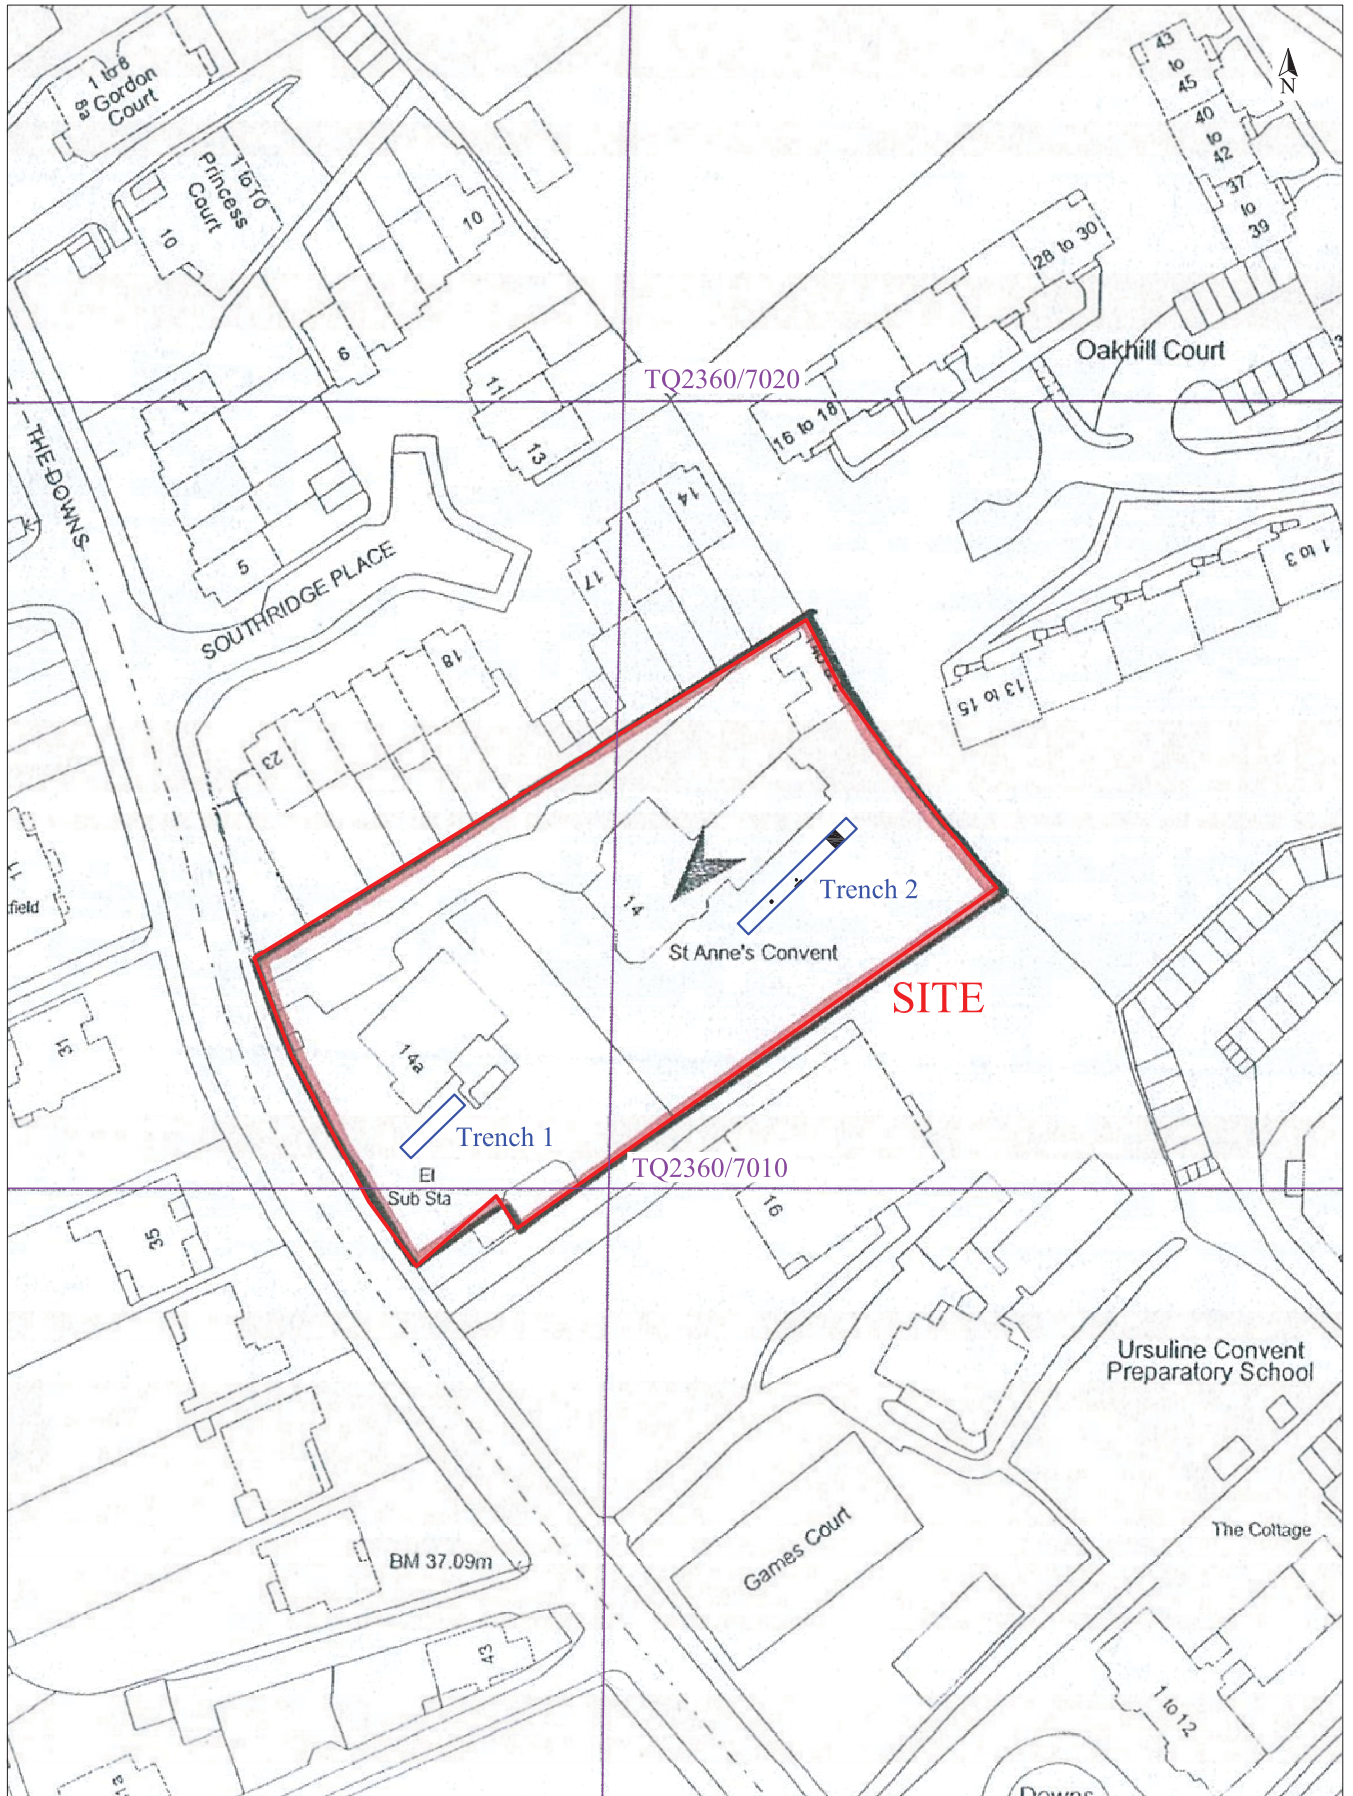 43
to
45
N
1 to 8
Gordon
Court
8a
40
to
42
1 to 10
Princess
Court
10
10
37
to
39
28 to 30
6
Oakhill Court
TQ2360/7020
1
11
16 to 18
13
THE DOWNS
14
5
SOUTHRIDGE PLACE
17
1 to 3
18
13 to 15
23
11
field
14
Trench 2
St Anne's Convent
SITE
31
14a
Trench 1
El
Sub Sta
TQ2360/7010
16
35
Ursuline Convent
Preparatory School
Games Court
The Cottage
BM 37.09m
43
1 to 12
Downs